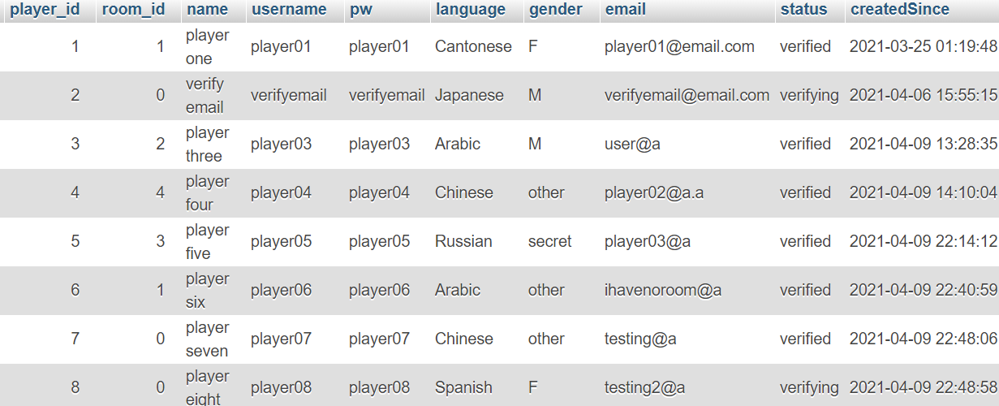 player_id room_id name username pw language gender email status createdSince
1 1 player one player01 player01 Cantonese F player01@email.com verified 2021-03-25 01:19:48
2 0 verify email verifyemail verifyemail Japanese M verifyemail@email.com verifying 2021-04-06 15:55:15
3 2 player three player03 player03 Arabic M user@a verified 2021-04-09 13:28:35
4 4 player four player04 player04 Chinese other player02@a.a verified 2021-04-09 14:10:04
5 3 player five player05 player05 Russian secret player03@a verified 2021-04-09 22:14:12
6 1 player six player06 player06 Arabic other ihavenoroom@a verified 2021-04-09 22:40:59
7 0 player seven player07 player07 Chinese other testing@a verified 2021-04-09 22:48:06
8 0 player eight player08 player08 Spanish F testing2@a verifying 2021-04-09 22:48:58